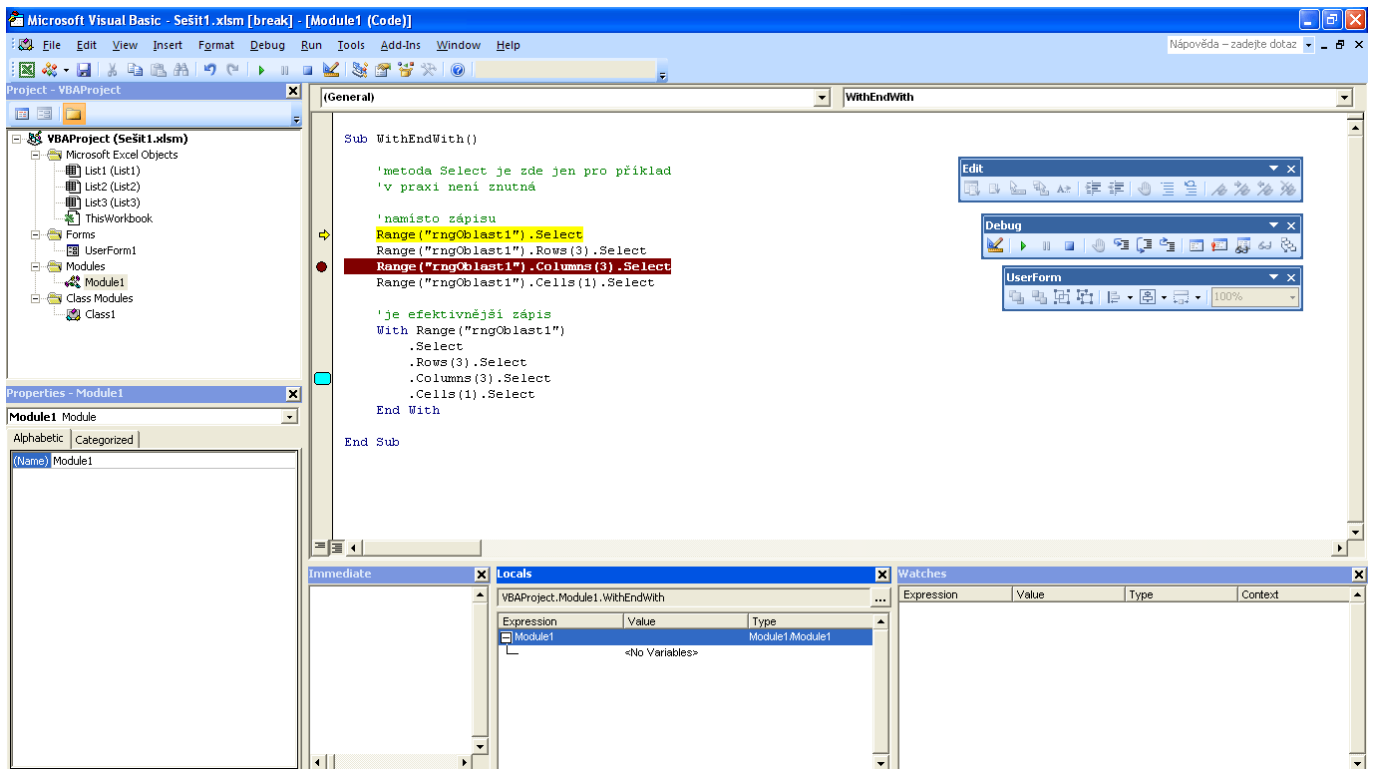 Microsoft Visual Basic - Sešit1.xlsm [break] - [Module1 (Code)]
File Edit View Insert Format Debug Run Tools Add-Ins Window Help
Nápověda – zadejte dotaz
Project - VBAProject
VBAProject (Sešit1.xlsm)
Microsoft Excel Objects
List1 (List1)
List2 (List2)
List3 (List3)
ThisWorkbook
Forms
UserForm1
Modules
Module1
Class Modules
Class1
Properties - Module1
Module1 Module
Alphabetic Categorized
(Name) Module1
(General) WithEndWith
Sub WithEndWith()
'metoda Select je zde jen pro příklad
'v praxi není znutná
'namísto zápisu
Range("rngOblast1").Select
Range("rngOblast1").Rows(3).Select
Range("rngOblast1").Columns(3).Select
Range("rngOblast1").Cells(1).Select
'je efektivnější zápis
With Range("rngOblast1")
.Select
.Rows(3).Select
.Columns(3).Select
.Cells(1).Select
End With
End Sub
Edit
Debug
UserForm
100%
Immediate
Locals
VBAProject.Module1.WithEndWith ...
Expression Value Type
Module1 Module1/Module1
<No Variables>
Watches
Expression Value Type Context